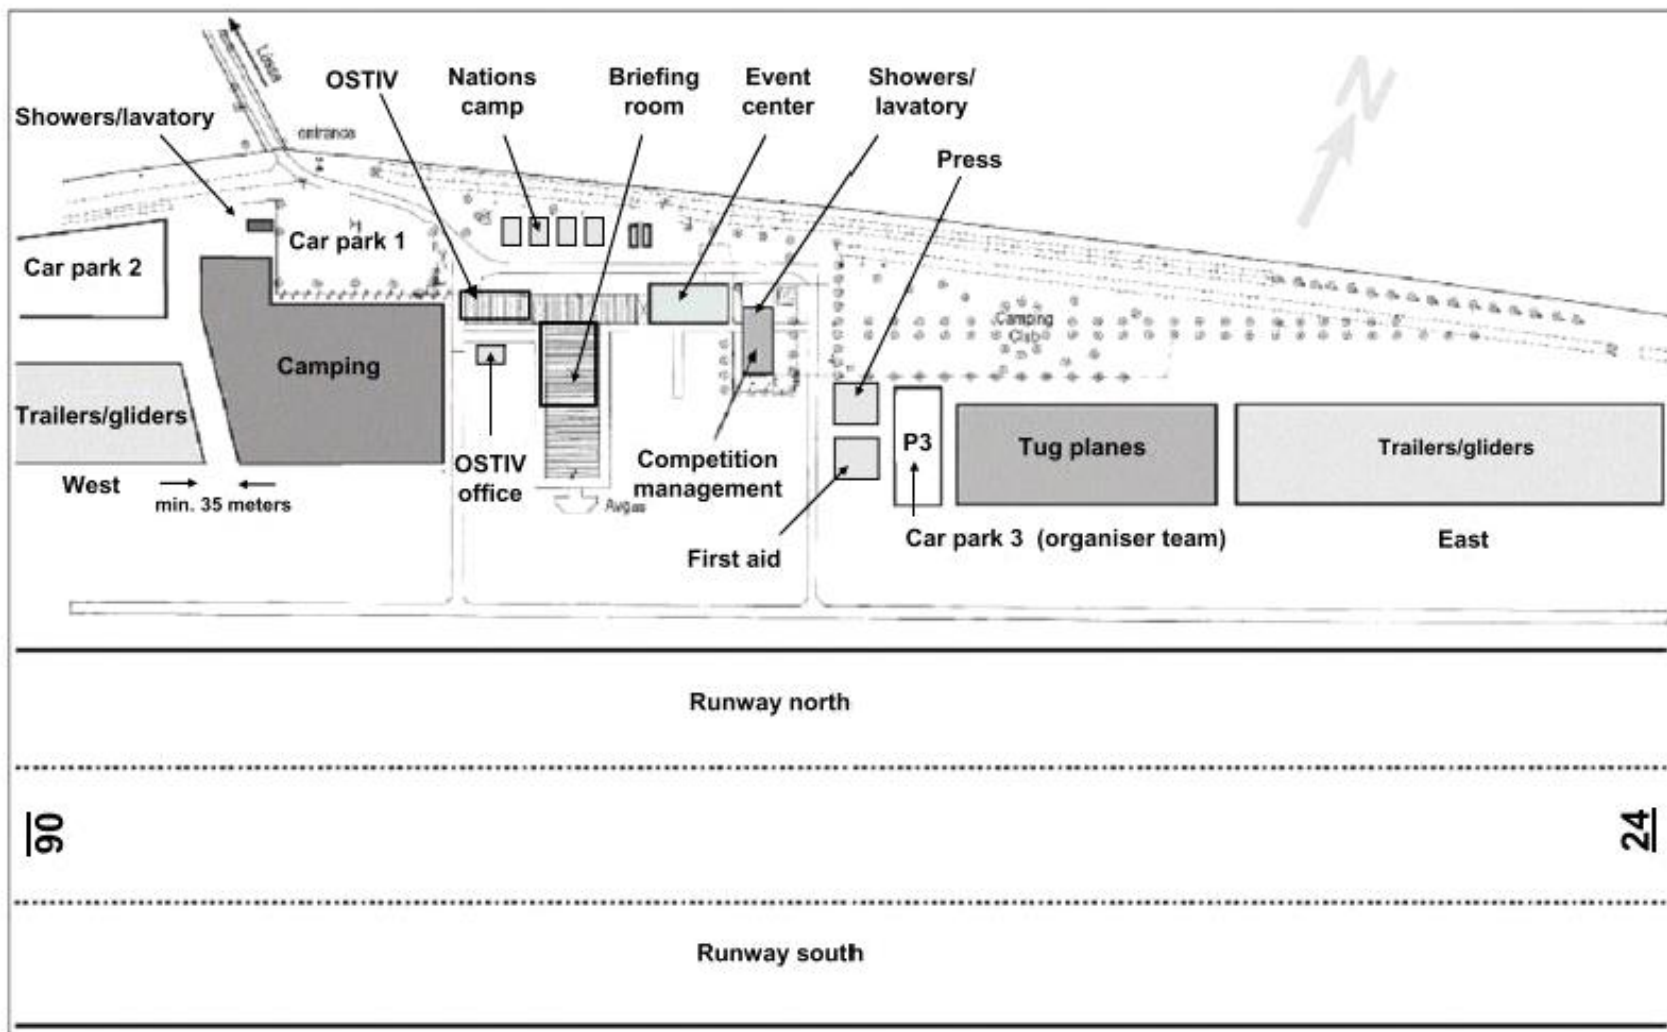 Lüsse
OSTIV
Nations
camp
Briefing
room
Event
center
Showers/
lavatory
Showers/lavatory
entrance
Press
N
Car park 1
Car park 2
Camping
Club
Camping
Trailers/gliders
OSTIV
office
Competition
management
P3
Tug planes
Trailers/gliders
West
min. 35 meters
Avgas
First aid
Car park 3 (organiser team)
East
Runway north
06
24
Runway south